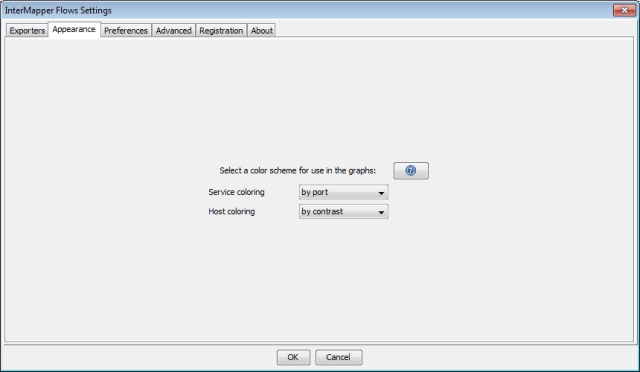 InterMapper Flows Settings
Exporters Appearance Preferences Advanced Registration About
Select a color scheme for use in the graphs:
Service coloring by port
Host coloring by contrast
OK Cancel